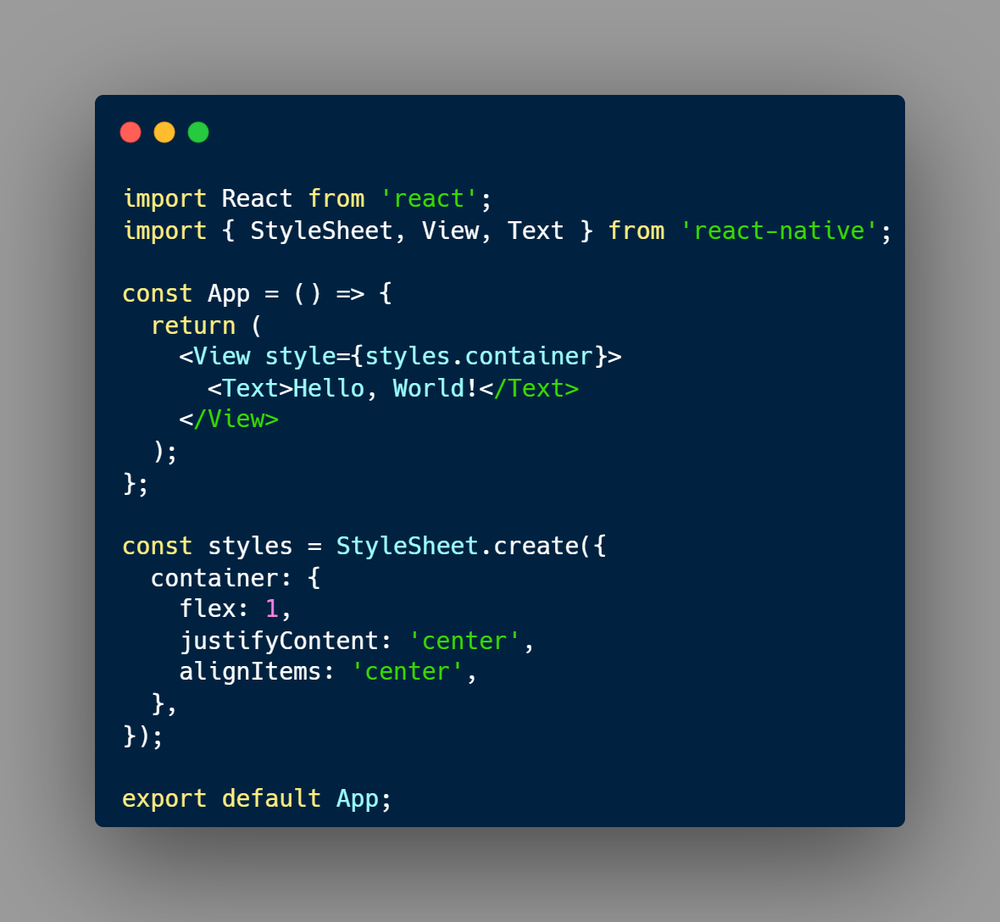 import React from 'react';
import { StyleSheet, View, Text } from 'react-native';

const App = () => {
  return (
    <View style={styles.container}>
      <Text>Hello, World!</Text>
    </View>
  );
};

const styles = StyleSheet.create({
  container: {
    flex: 1,
    justifyContent: 'center',
    alignItems: 'center',
  },
});

export default App;